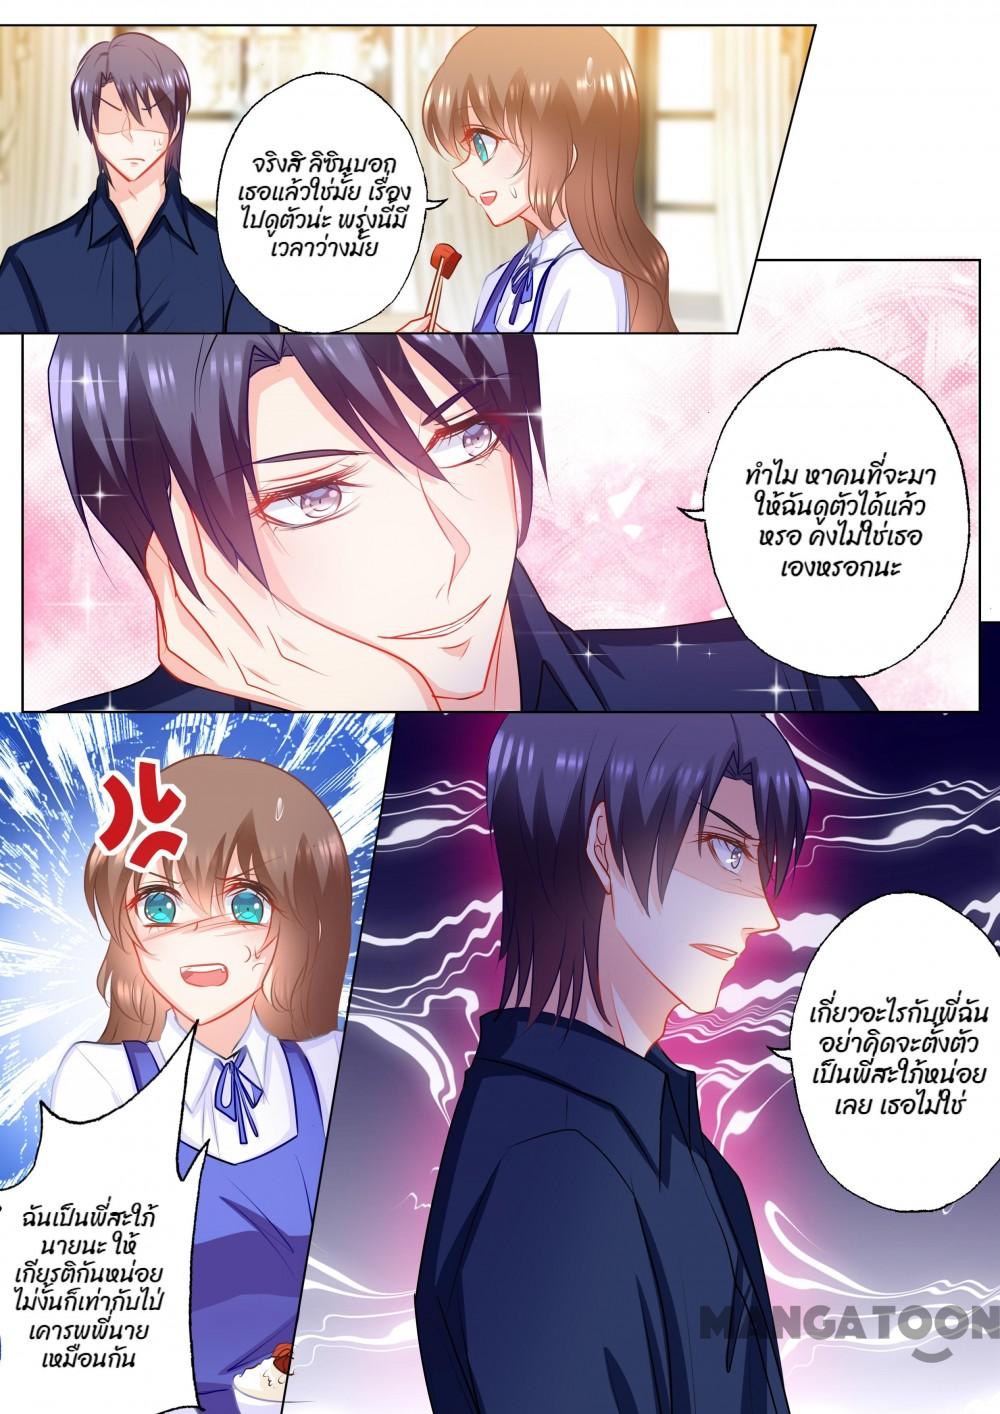 จริงสิ ลิซินบอก
เธอแล้วใช่มั้ย เรื่อง
ไปดูตัวน่ะ พรุ่งนี้มี
เวลาว่างมั้ย
ทำไม หาคนที่จะมา
ให้ฉันดูตัวได้แล้ว
หรอ คงไม่ใช่เธอ
เองหรอกนะ
เกี่ยวอะไรกับพี่ฉัน
อย่าคิดจะตั้งตัว
เป็นพี่สะใภ้หน่อย
เลย เธอไม่ใช่
ฉันเป็นพี่สะใภ้
นายนะ ให้
เกียรติกันหน่อย
ไม่งั้นก็เท่ากับไป
เคารพพี่นาย
เหมือนกัน
MANGATOON